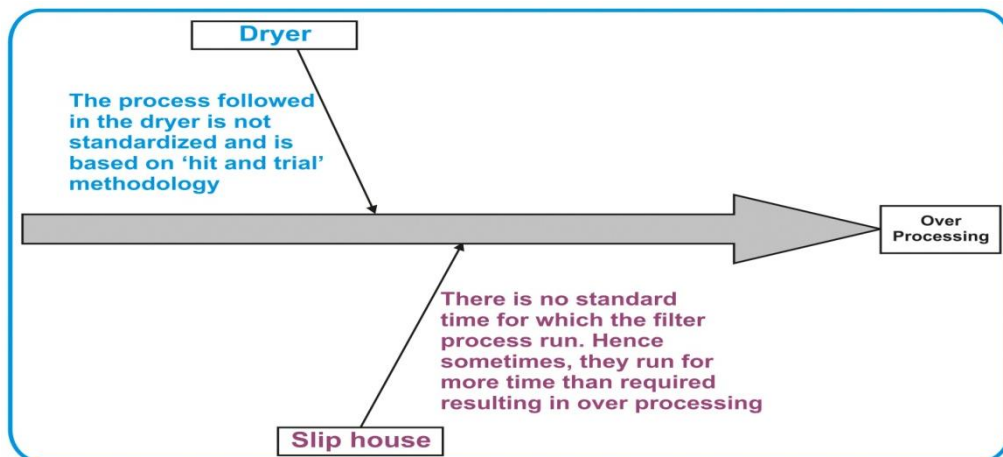 Dryer
The process followed
in the dryer is not
standardized and is
based on ‘hit and trial’
methodology
Over
Processing
There is no standard
time for which the filter
process run. Hence
sometimes, they run for
more time than required
resulting in over processing
Slip house